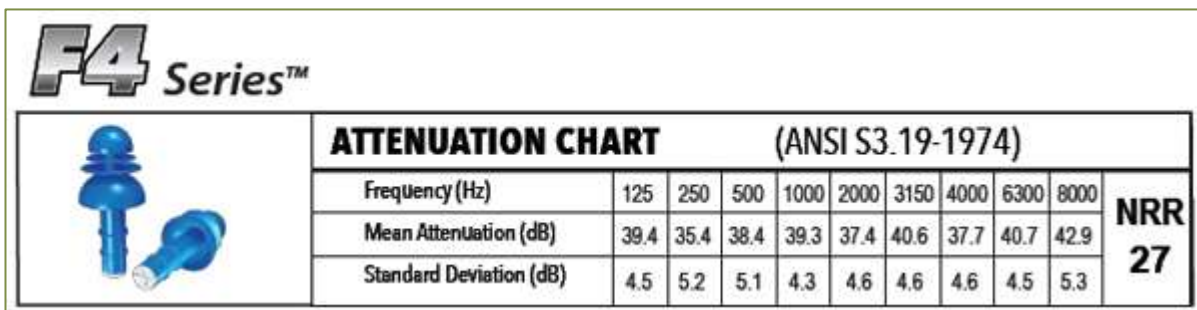 F4 Series™
ATTENUATION CHART (ANSI S3.19-1974)
Frequency (Hz) 125 250 500 1000 2000 3150 4000 6300 8000 NRR
Mean Attenuation (dB) 39.4 35.4 38.4 39.3 37.4 40.6 37.7 40.7 42.9 27
Standard Deviation (dB) 4.5 5.2 5.1 4.3 4.6 4.6 4.6 4.5 5.3